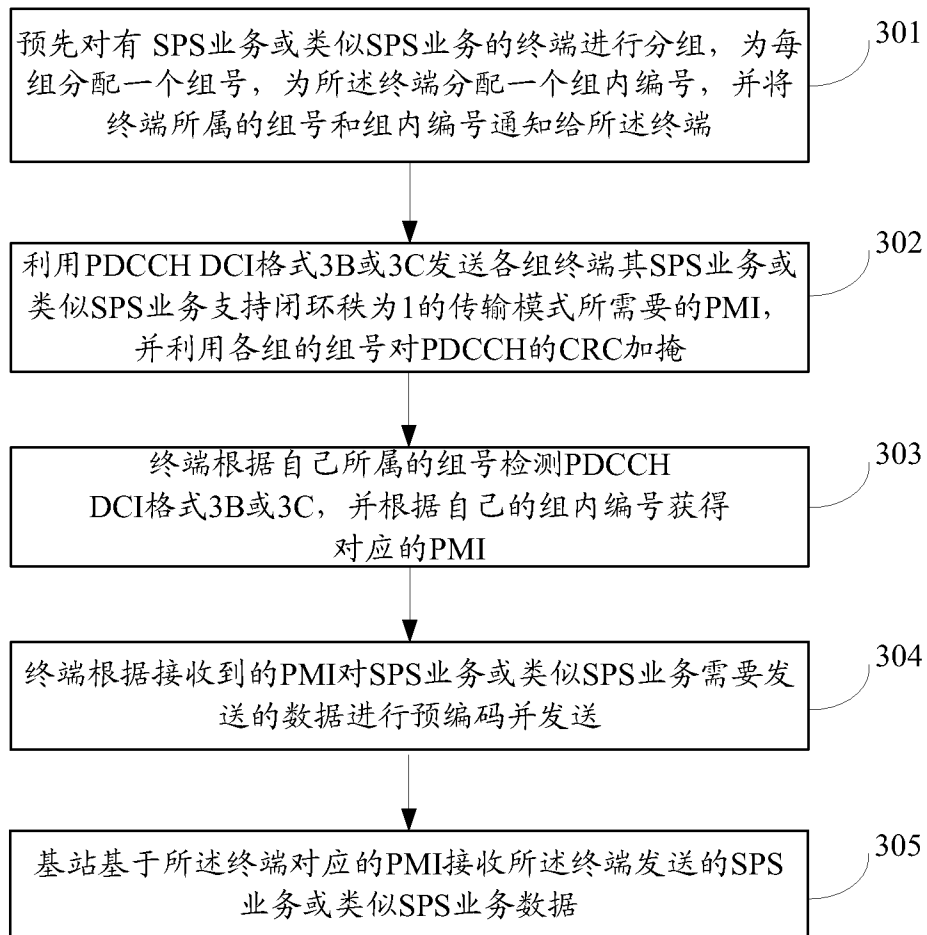 预先对有 SPS业务或类似SPS业务的终端进行分组，为每
组分配一个组号，为所述终端分配一个组内编号，并将
终端所属的组号和组内编号通知给所述终端
301
利用PDCCH DCI格式3B或3C发送各组终端其SPS业务或
类似SPS业务支持闭环秩为1的传输模式所需要的PMI，
并利用各组的组号对PDCCH的CRC加掩
302
终端根据自己所属的组号检测PDCCH
DCI格式3B或3C，并根据自己的组内编号获得
对应的PMI
303
终端根据接收到的PMI对SPS业务或类似SPS业务需要发
送的数据进行预编码并发送
304
基站基于所述终端对应的PMI接收所述终端发送的SPS
业务或类似SPS业务数据
305